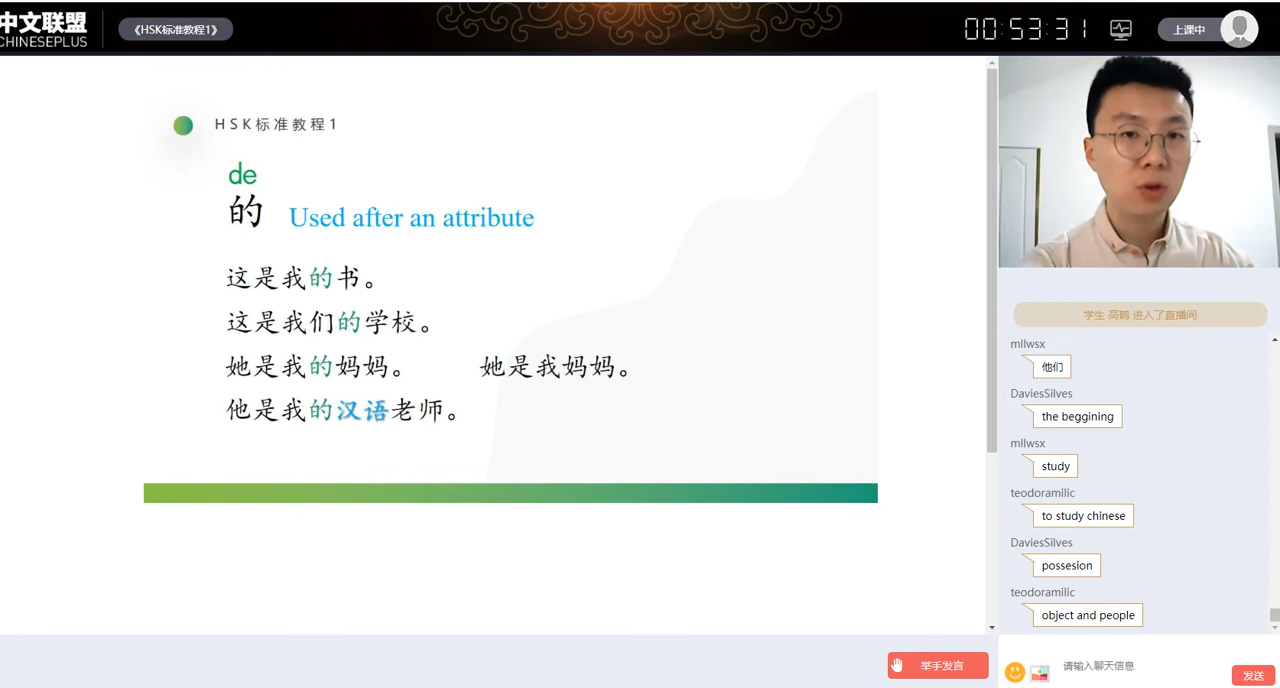 中文联盟
CHINESEPLUS
《HSK标准教程1》
00:53:31
上课中
HSK标准教程1
de
的 Used after an attribute
这是我的书。
这是我们的学校。
她是我的妈妈。 她是我妈妈。
他是我的汉语老师。
学生 高鹤 进入了直播间
mllwsx
他们
DaviesSilves
the beggining
mllwsx
study
teodoramilic
to study chinese
DaviesSilves
possesion
teodoramilic
object and people
举手发言
请输入聊天信息
发送